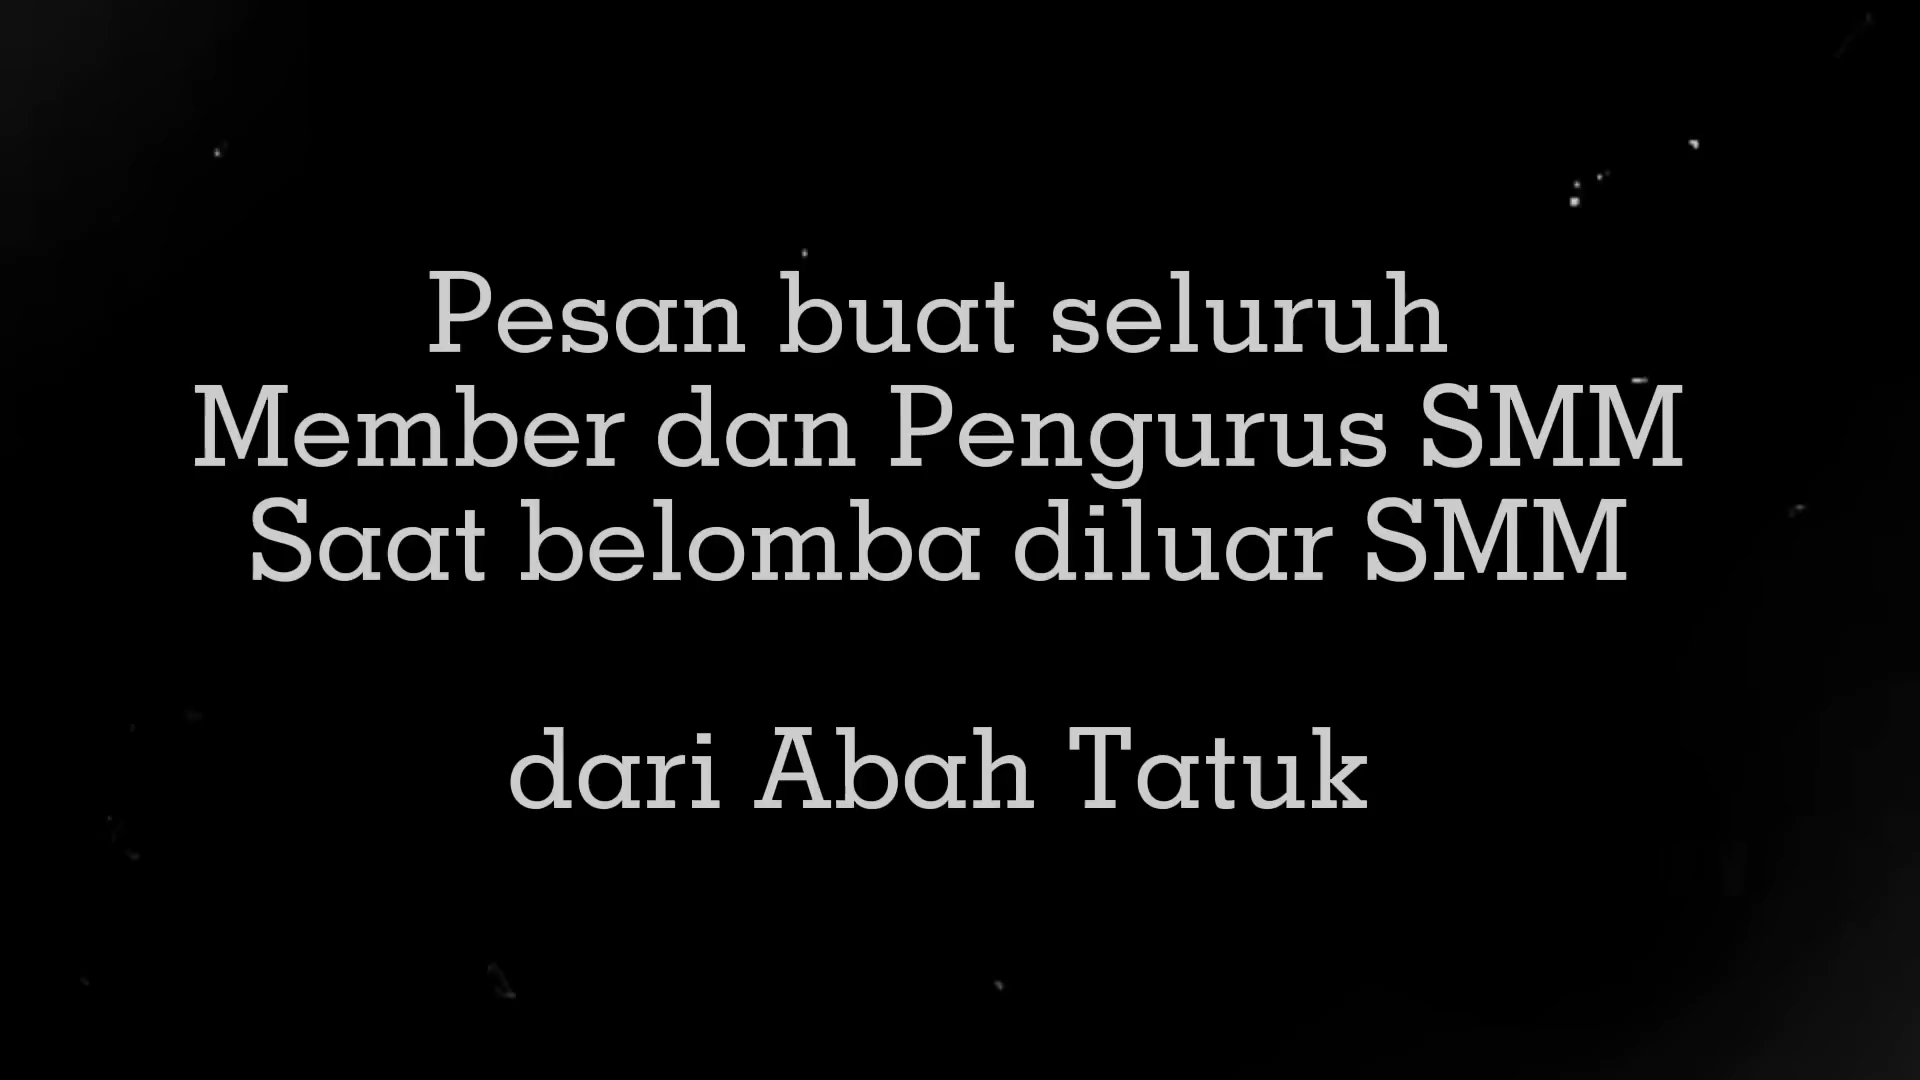 Pesan buat seluruh
Member dan Pengurus SMM
Saat belomba diluar SMM
dari Abah Tatuk